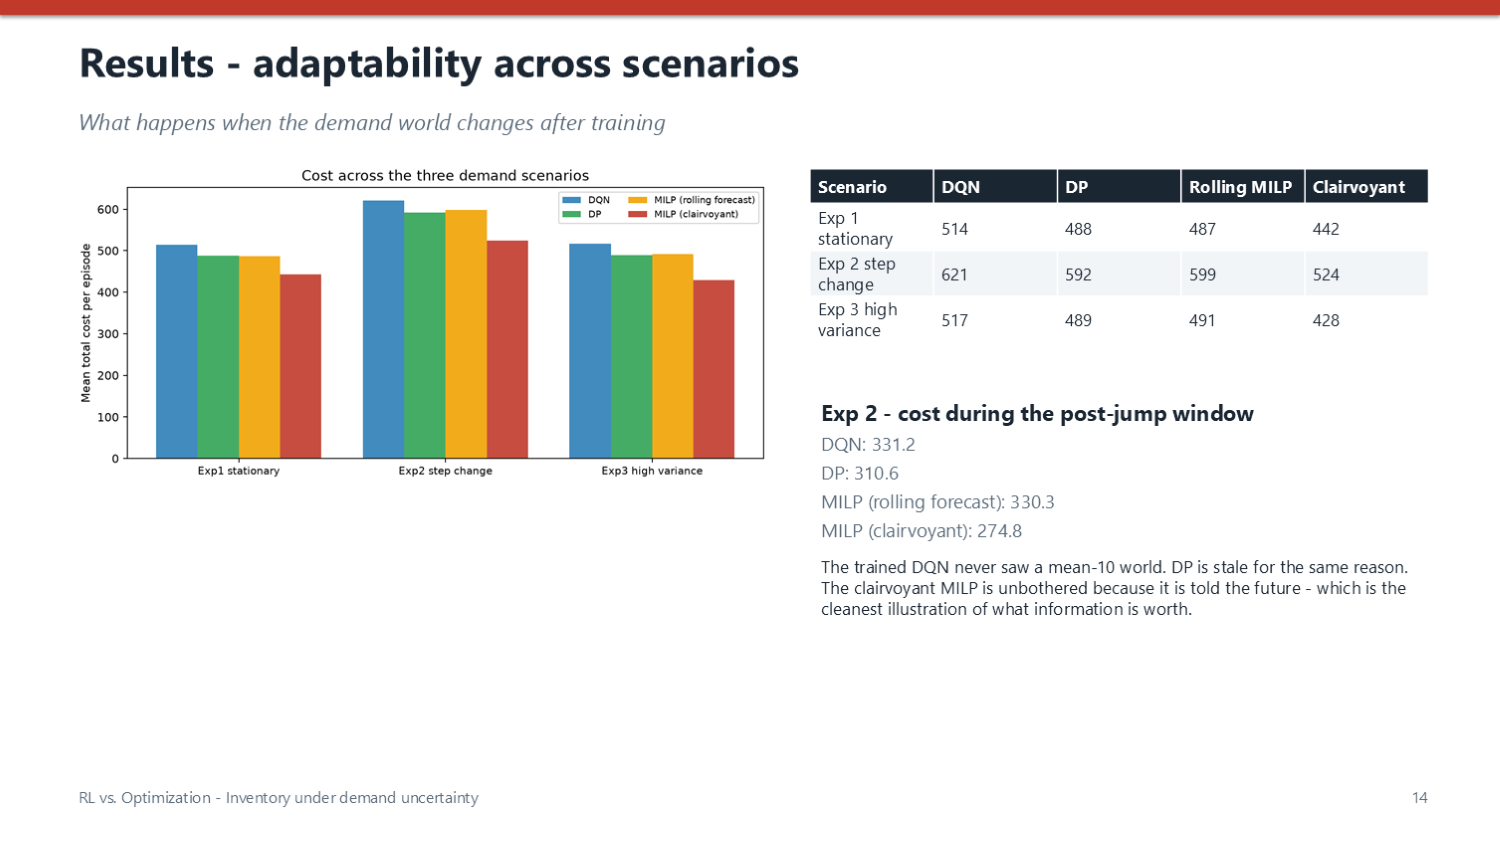 Results - adaptability across scenarios
What happens when the demand world changes after training
Cost across the three demand scenarios
Mean total cost per episode
600
500
400
300
200
100
0
DQN
DP
MILP (rolling forecast)
MILP (clairvoyant)
Exp1 stationary
Exp2 step change
Exp3 high variance
Scenario DQN DP Rolling MILP Clairvoyant
Exp 1
stationary
514 488 487 442
Exp 2 step
change
621 592 599 524
Exp 3 high
variance
517 489 491 428
Exp 2 - cost during the post-jump window
DQN: 331.2
DP: 310.6
MILP (rolling forecast): 330.3
MILP (clairvoyant): 274.8
The trained DQN never saw a mean-10 world. DP is stale for the same reason.
The clairvoyant MILP is unbothered because it is told the future - which is the
cleanest illustration of what information is worth.
RL vs. Optimization - Inventory under demand uncertainty
14